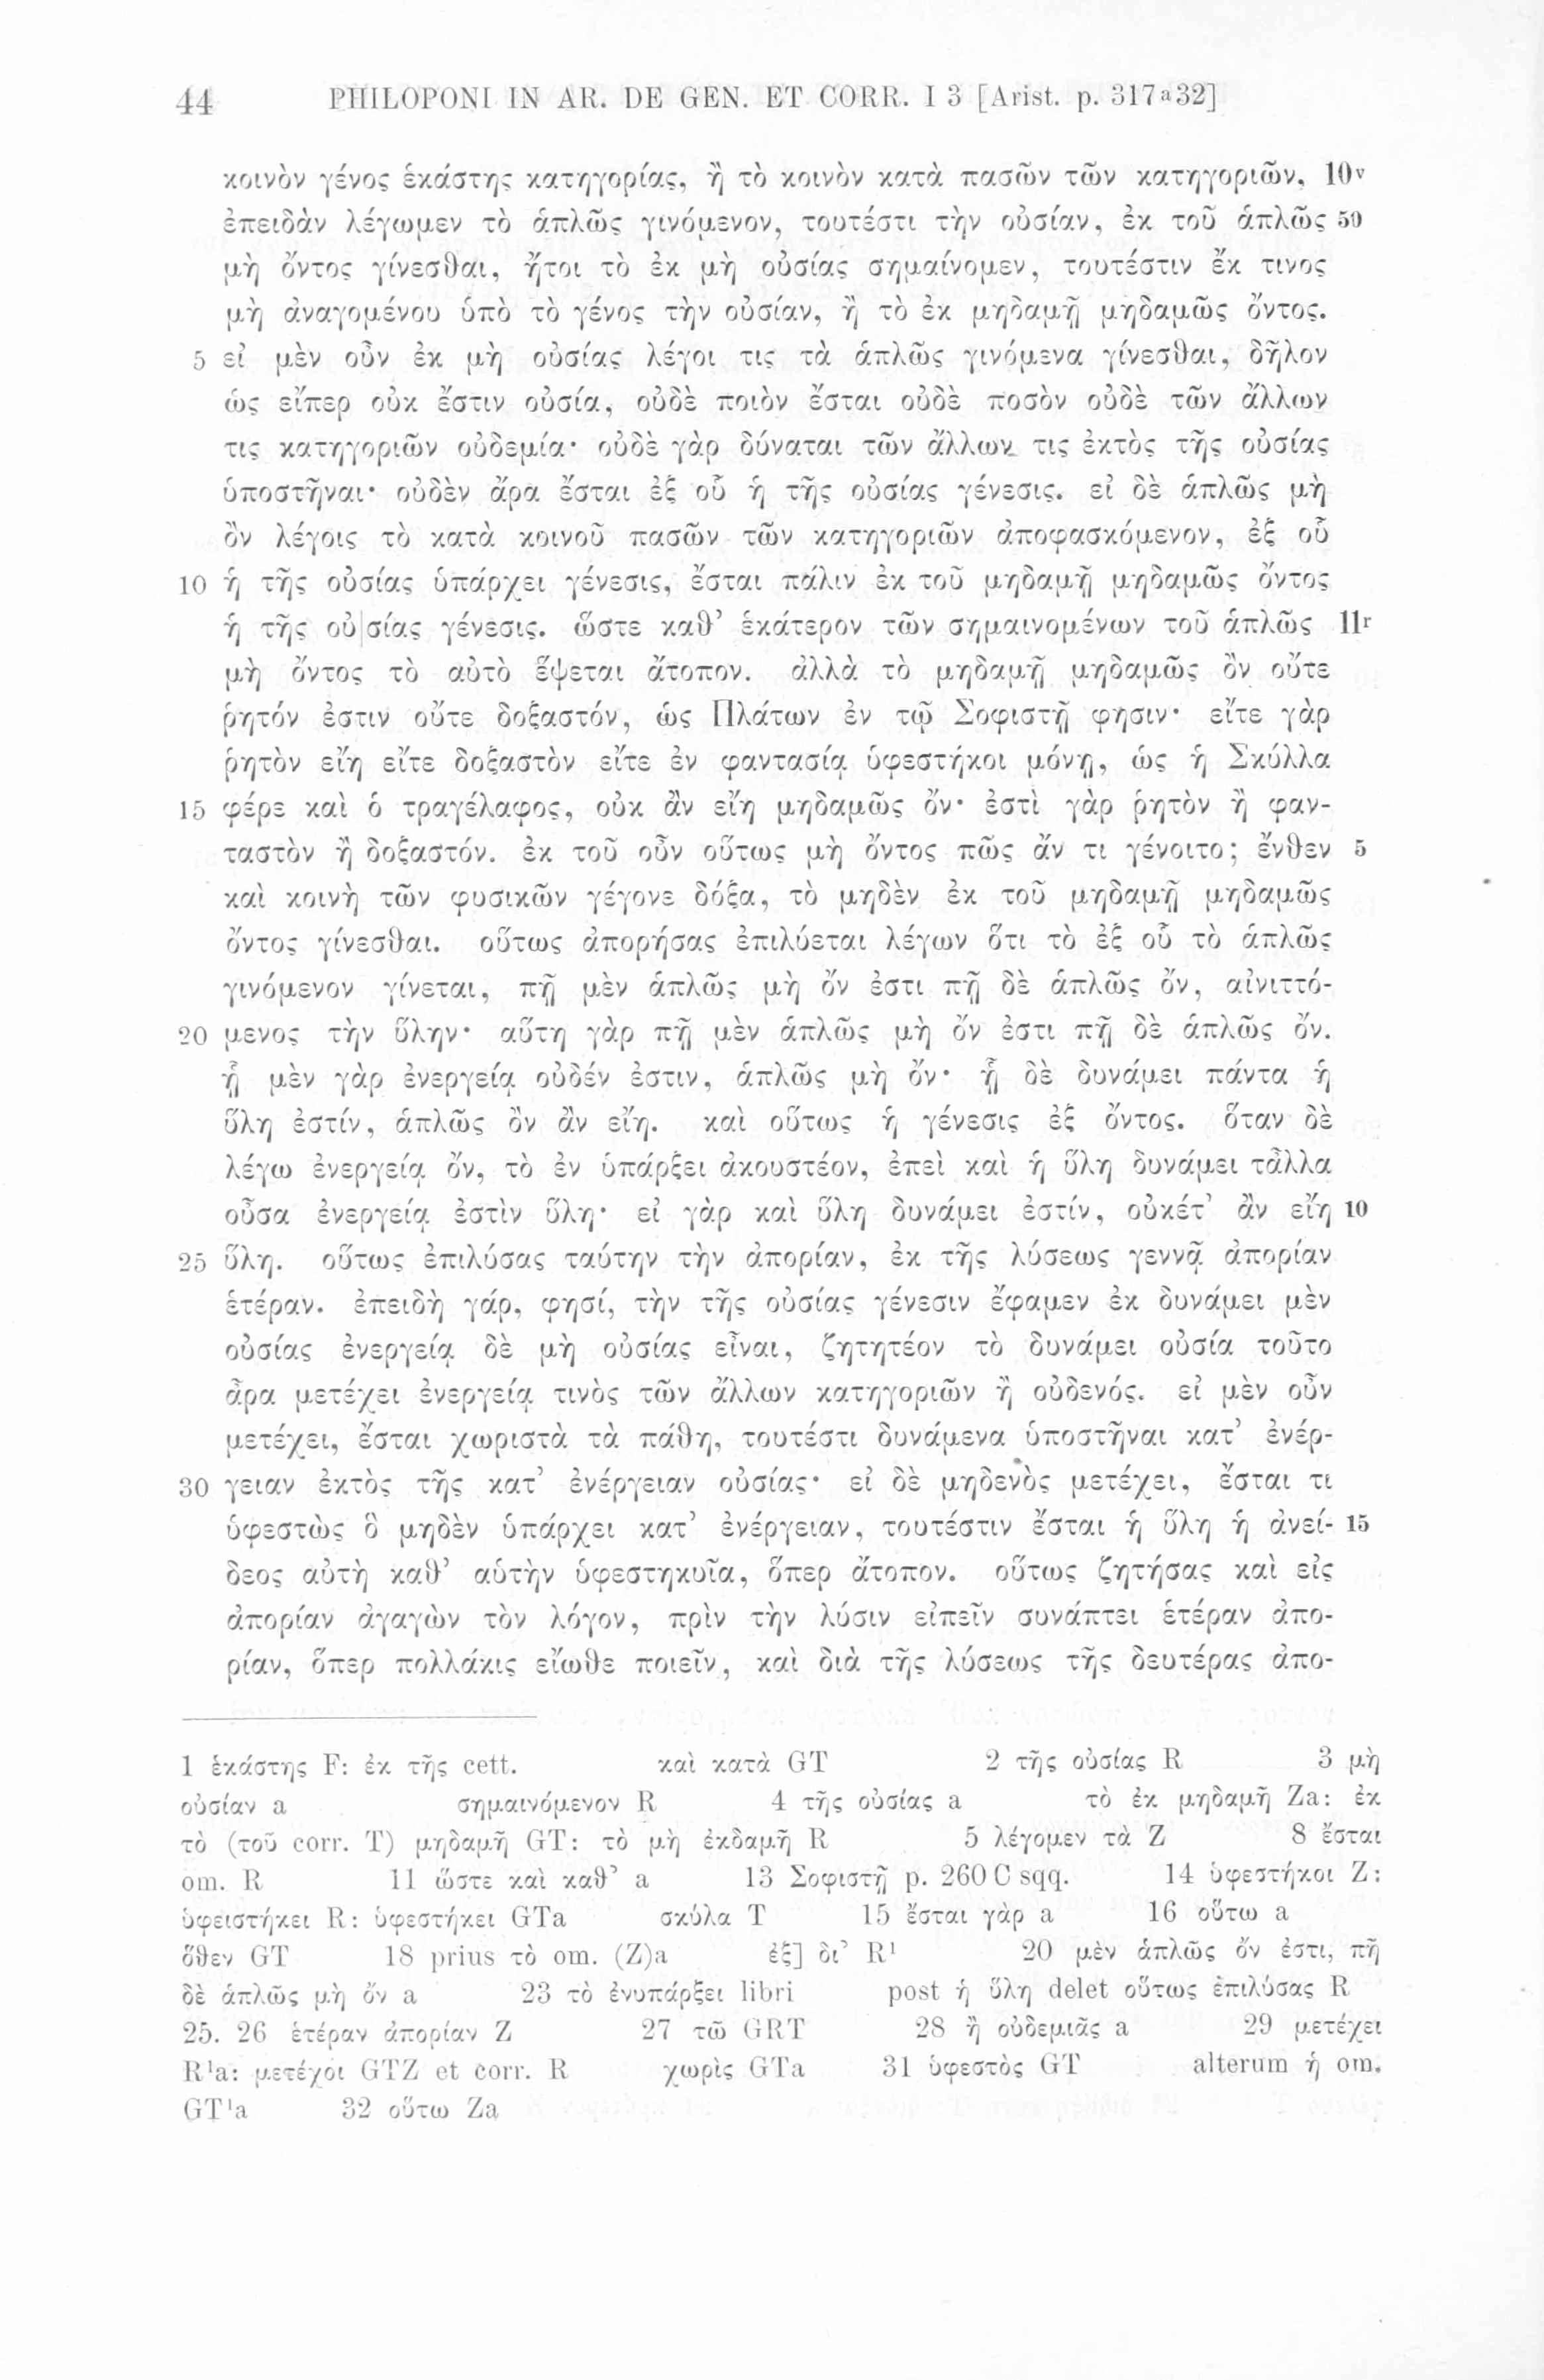 44 PHILOPONI IN AR. DE GEN. ET CORR. I 3 [Arist. p. 317ª32]
κοινὸν γένος ἑκάστης κατηγορίας, ἢ τὸ κοινὸν κατὰ πασῶν τῶν κατηγοριῶν, 10v
ἐπειδὰν λέγωμεν τὸ ἁπλῶς γινόμενον, τουτέστι τὴν οὐσίαν, ἐκ τοῦ ἁπλῶς 50
μὴ ὄντος γίνεσθαι, ἤτοι τὸ ἐκ μὴ οὐσίας σημαίνομεν, τουτέστιν ἔκ τινος
μὴ ἀναγομένου ὑπὸ τὸ γένος τὴν οὐσίαν, ἢ τὸ ἐκ μηδαμῇ μηδαμῶς ὄντος.
5 εἰ μὲν οὖν ἐκ μὴ οὐσίας λέγοι τις τὰ ἁπλῶς γινόμενα γίνεσθαι, δῆλον
ὡς εἴπερ οὐκ ἔστιν οὐσία, οὐδὲ ποιὸν ἔσται οὐδὲ ποσὸν οὐδὲ τῶν ἄλλων
τις κατηγοριῶν οὐδεμία· οὐδὲ γὰρ δύναται τῶν ἄλλων τις ἐκτὸς τῆς οὐσίας
ὑποστῆναι· οὐδὲν ἄρα ἔσται ἐξ οὗ ἡ τῆς οὐσίας γένεσις. εἰ δὲ ἁπλῶς μὴ
ὂν λέγοις τὸ κατὰ κοινοῦ πασῶν τῶν κατηγοριῶν ἀποφασκόμενον, ἐξ οὗ
10 ἡ τῆς οὐσίας ὑπάρχει γένεσις, ἔσται πάλιν ἐκ τοῦ μηδαμῇ μηδαμῶς ὄντος
ἡ τῆς οὐ|σίας γένεσις. ὥστε καθ’ ἑκάτερον τῶν σημαινομένων τοῦ ἁπλῶς 11r
μὴ ὄντος τὸ αὐτὸ ἕψεται ἄτοπον. ἀλλὰ τὸ μηδαμῇ μηδαμῶς ὂν οὔτε
ῥητόν ἐστιν οὔτε δοξαστόν, ὡς Πλάτων ἐν τῷ Σοφιστῇ φησιν· εἴτε γὰρ
ῥητὸν εἴη εἴτε δοξαστὸν εἴτε ἐν φαντασίᾳ ὑφεστήκοι μόνῃ, ὡς ἡ Σκύλλα
15 φέρε καὶ ὁ τραγέλαφος, οὐκ ἂν εἴη μηδαμῶς ὄν· ἐστὶ γὰρ ῥητὸν ἢ φαν-
ταστὸν ἢ δοξαστόν. ἐκ τοῦ οὖν οὕτως μὴ ὄντος πῶς ἄν τι γένοιτο; ἔνθεν 5
καὶ κοινὴ τῶν φυσικῶν γέγονε δόξα, τὸ μηδὲν ἐκ τοῦ μηδαμῇ μηδαμῶς
ὄντος γίνεσθαι. οὕτως ἀπορήσας ἐπιλύεται λέγων ὅτι τὸ ἐξ οὗ τὸ ἁπλῶς
γινόμενον γίνεται, πῇ μὲν ἁπλῶς μὴ ὄν ἐστι πῇ δὲ ἁπλῶς ὄν, αἰνιττό-
20 μενος τὴν ὕλην· αὕτη γὰρ πῇ μὲν ἁπλῶς μὴ ὄν ἐστι πῇ δὲ ἁπλῶς ὄν.
ᾗ μὲν γὰρ ἐνεργείᾳ οὐδέν ἐστιν, ἁπλῶς μὴ ὄν· ᾗ δὲ δυνάμει πάντα ἡ
ὕλη ἐστίν, ἁπλῶς ὂν ἂν εἴη. καὶ οὕτως ἡ γένεσις ἐξ ὄντος. ὅταν δὲ
λέγω ἐνεργείᾳ ὄν, τὸ ἐν ὑπάρξει ἀκουστέον, ἐπεὶ καὶ ἡ ὕλη δυνάμει τἆλλα
οὖσα ἐνεργείᾳ ἐστὶν ὕλη· εἰ γὰρ καὶ ὕλη δυνάμει ἐστίν, οὐκέτ’ ἂν εἴη 10
25 ὕλη. οὕτως ἐπιλύσας ταύτην τὴν ἀπορίαν, ἐκ τῆς λύσεως γεννᾷ ἀπορίαν
ἑτέραν. ἐπειδὴ γάρ, φησί, τὴν τῆς οὐσίας γένεσιν ἔφαμεν ἐκ δυνάμει μὲν
οὐσίας ἐνεργείᾳ δὲ μὴ οὐσίας εἶναι, ζητητέον τὸ δυνάμει οὐσία τοῦτο
ἆρα μετέχει ἐνεργείᾳ τινὸς τῶν ἄλλων κατηγοριῶν ἢ οὐδενός. εἰ μὲν οὖν
μετέχει, ἔσται χωριστὰ τὰ πάθη, τουτέστι δυνάμενα ὑποστῆναι κατ’ ἐνέρ-
30 γειαν ἐκτὸς τῆς κατ’ ἐνέργειαν οὐσίας· εἰ δὲ μηδενὸς μετέχει, ἔσται τι
ὑφεστὼς ὃ μηδὲν ὑπάρχει κατ’ ἐνέργειαν, τουτέστιν ἔσται ἡ ὕλη ἡ ἀνεί- 15
δεος αὐτὴ καθ’ αὑτὴν ὑφεστηκυῖα, ὅπερ ἄτοπον. οὕτως ζητήσας καὶ εἰς
ἀπορίαν ἀγαγὼν τὸν λόγον, πρὶν τὴν λύσιν εἰπεῖν συνάπτει ἑτέραν ἀπο-
ρίαν, ὅπερ πολλάκις εἴωθε ποιεῖν, καὶ διὰ τῆς λύσεως τῆς δευτέρας ἀπο-
1 ἑκάστης F: ἐκ τῆς cett. καὶ κατὰ GT 2 τῆς οὐσίας R 3 μὴ
οὐσίαν a σημαινόμενον R 4 τῆς οὐσίας a τὸ ἐκ μηδαμῆ Za: ἐκ
τὸ (τοῦ corr. T) μηδαμῆ GT: τὸ μὴ ἐκδαμῆ R 5 λέγομεν τὰ Z 8 ἔσται
om. R 11 ὥστε καὶ καθ’ a 13 Σοφιστῇ p. 260 C sqq. 14 ὑφεστήκοι Z:
ὑφειστήκει R: ὑφεστήκει GTa σκύλα T 15 ἔσται γὰρ a 16 οὕτω a
ὅθεν GT 18 prius τὸ om. (Z)a ἐξ] δι’ R¹ 20 μὲν ἁπλῶς ὄν ἐστι, πῆ
δὲ ἁπλῶς μὴ ὄν a 23 τὸ ἐνυπάρξει libri post ἡ ὕλη delet οὕτως ἐπιλύσας R
25. 26 ἑτέραν ἀπορίαν Z 27 τῶ GRT 28 ἢ οὐδεμιᾶς a 29 μετέχει
R¹a: μετέχοι GTZ et corr. R χωρὶς GTa 31 ὑφεστὸς GT alterum ἡ om.
GT¹a 32 οὕτω Za